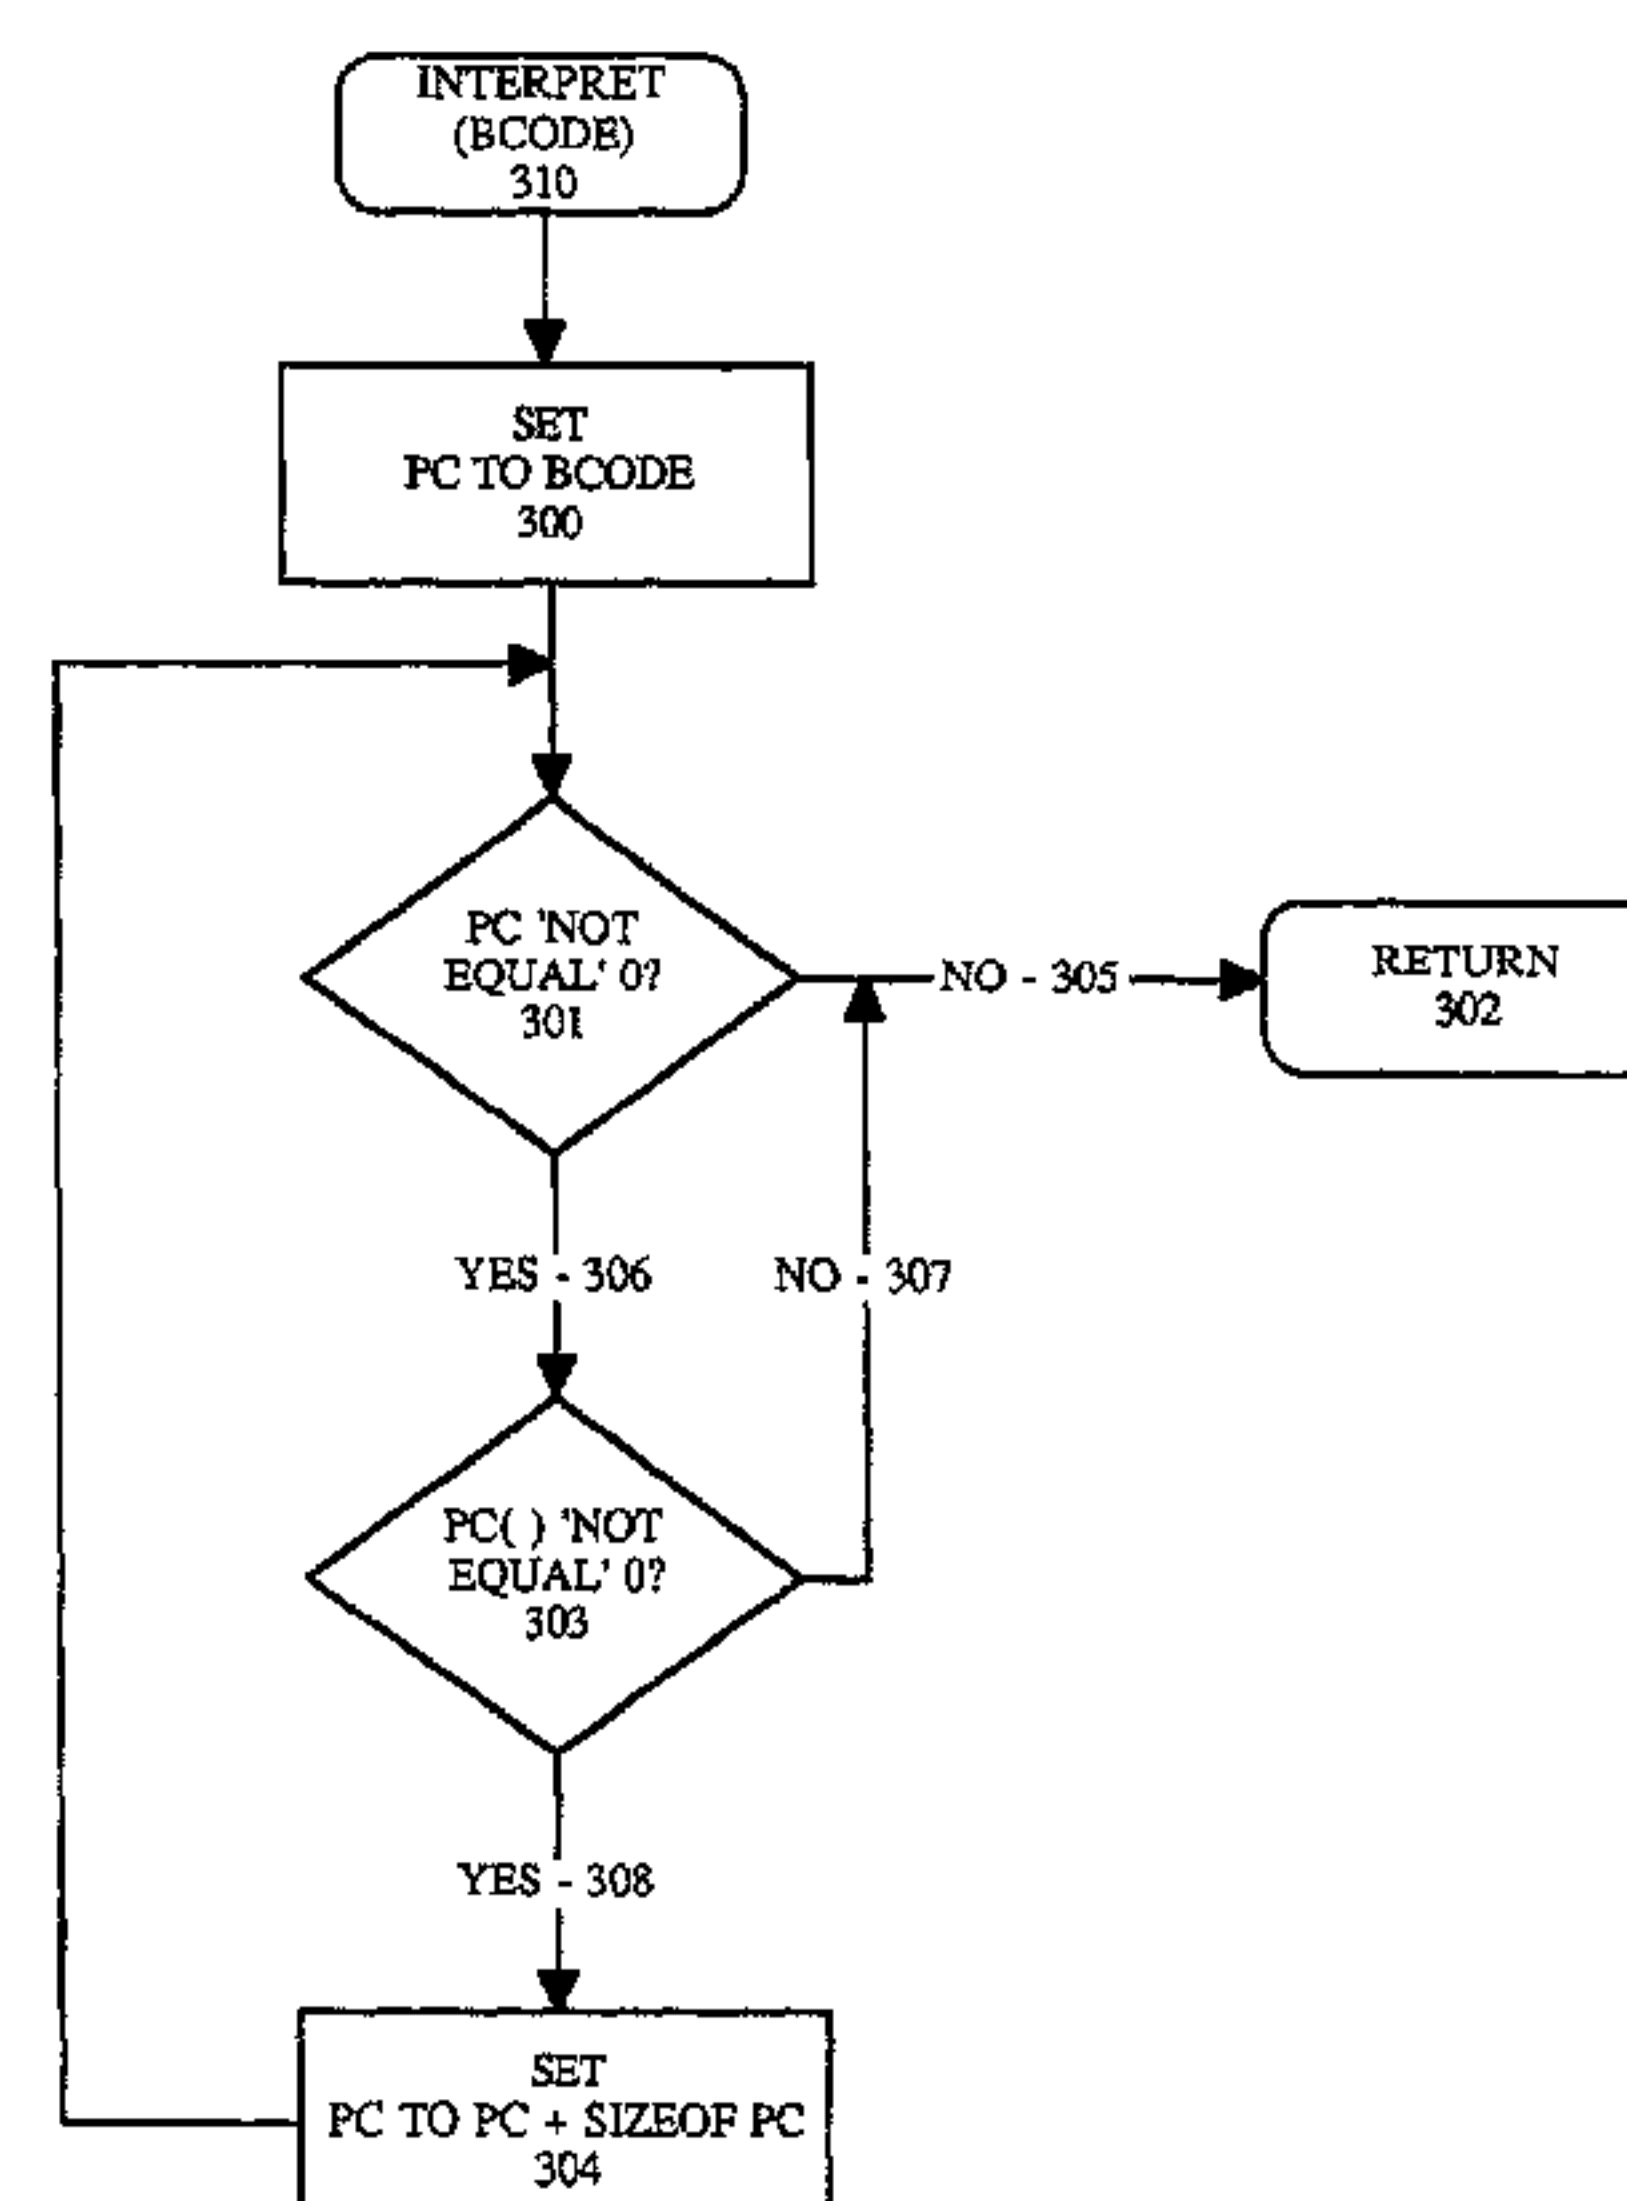 INTERPRET
(BCODE)
310
SET
PC TO BCODE
300
PC 'NOT
EQUAL' 0?
301
NO - 305
RETURN
302
YES - 306
NO - 307
PC( ) 'NOT
EQUAL' 0?
303
YES - 308
SET
PC TO PC + SIZEOF PC
304